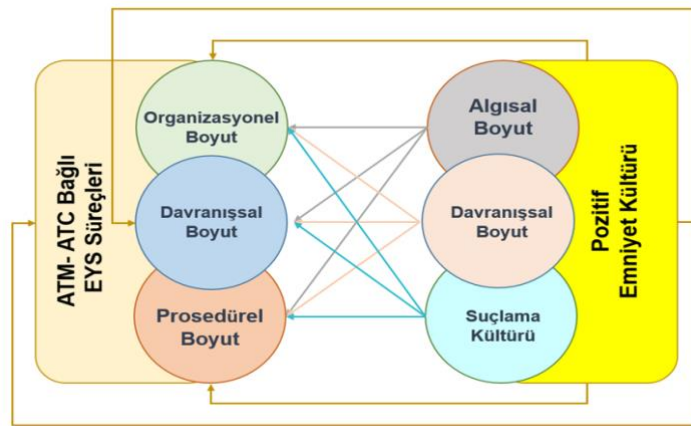 ATM- ATC Bağlı
EYS Süreçleri
Organizasyonel
Boyut
Davranışsal
Boyut
Prosedürel
Boyut
Algısal
Boyut
Davranışsal
Boyut
Suçlama
Kültürü
Pozitif
Emniyet Kültürü